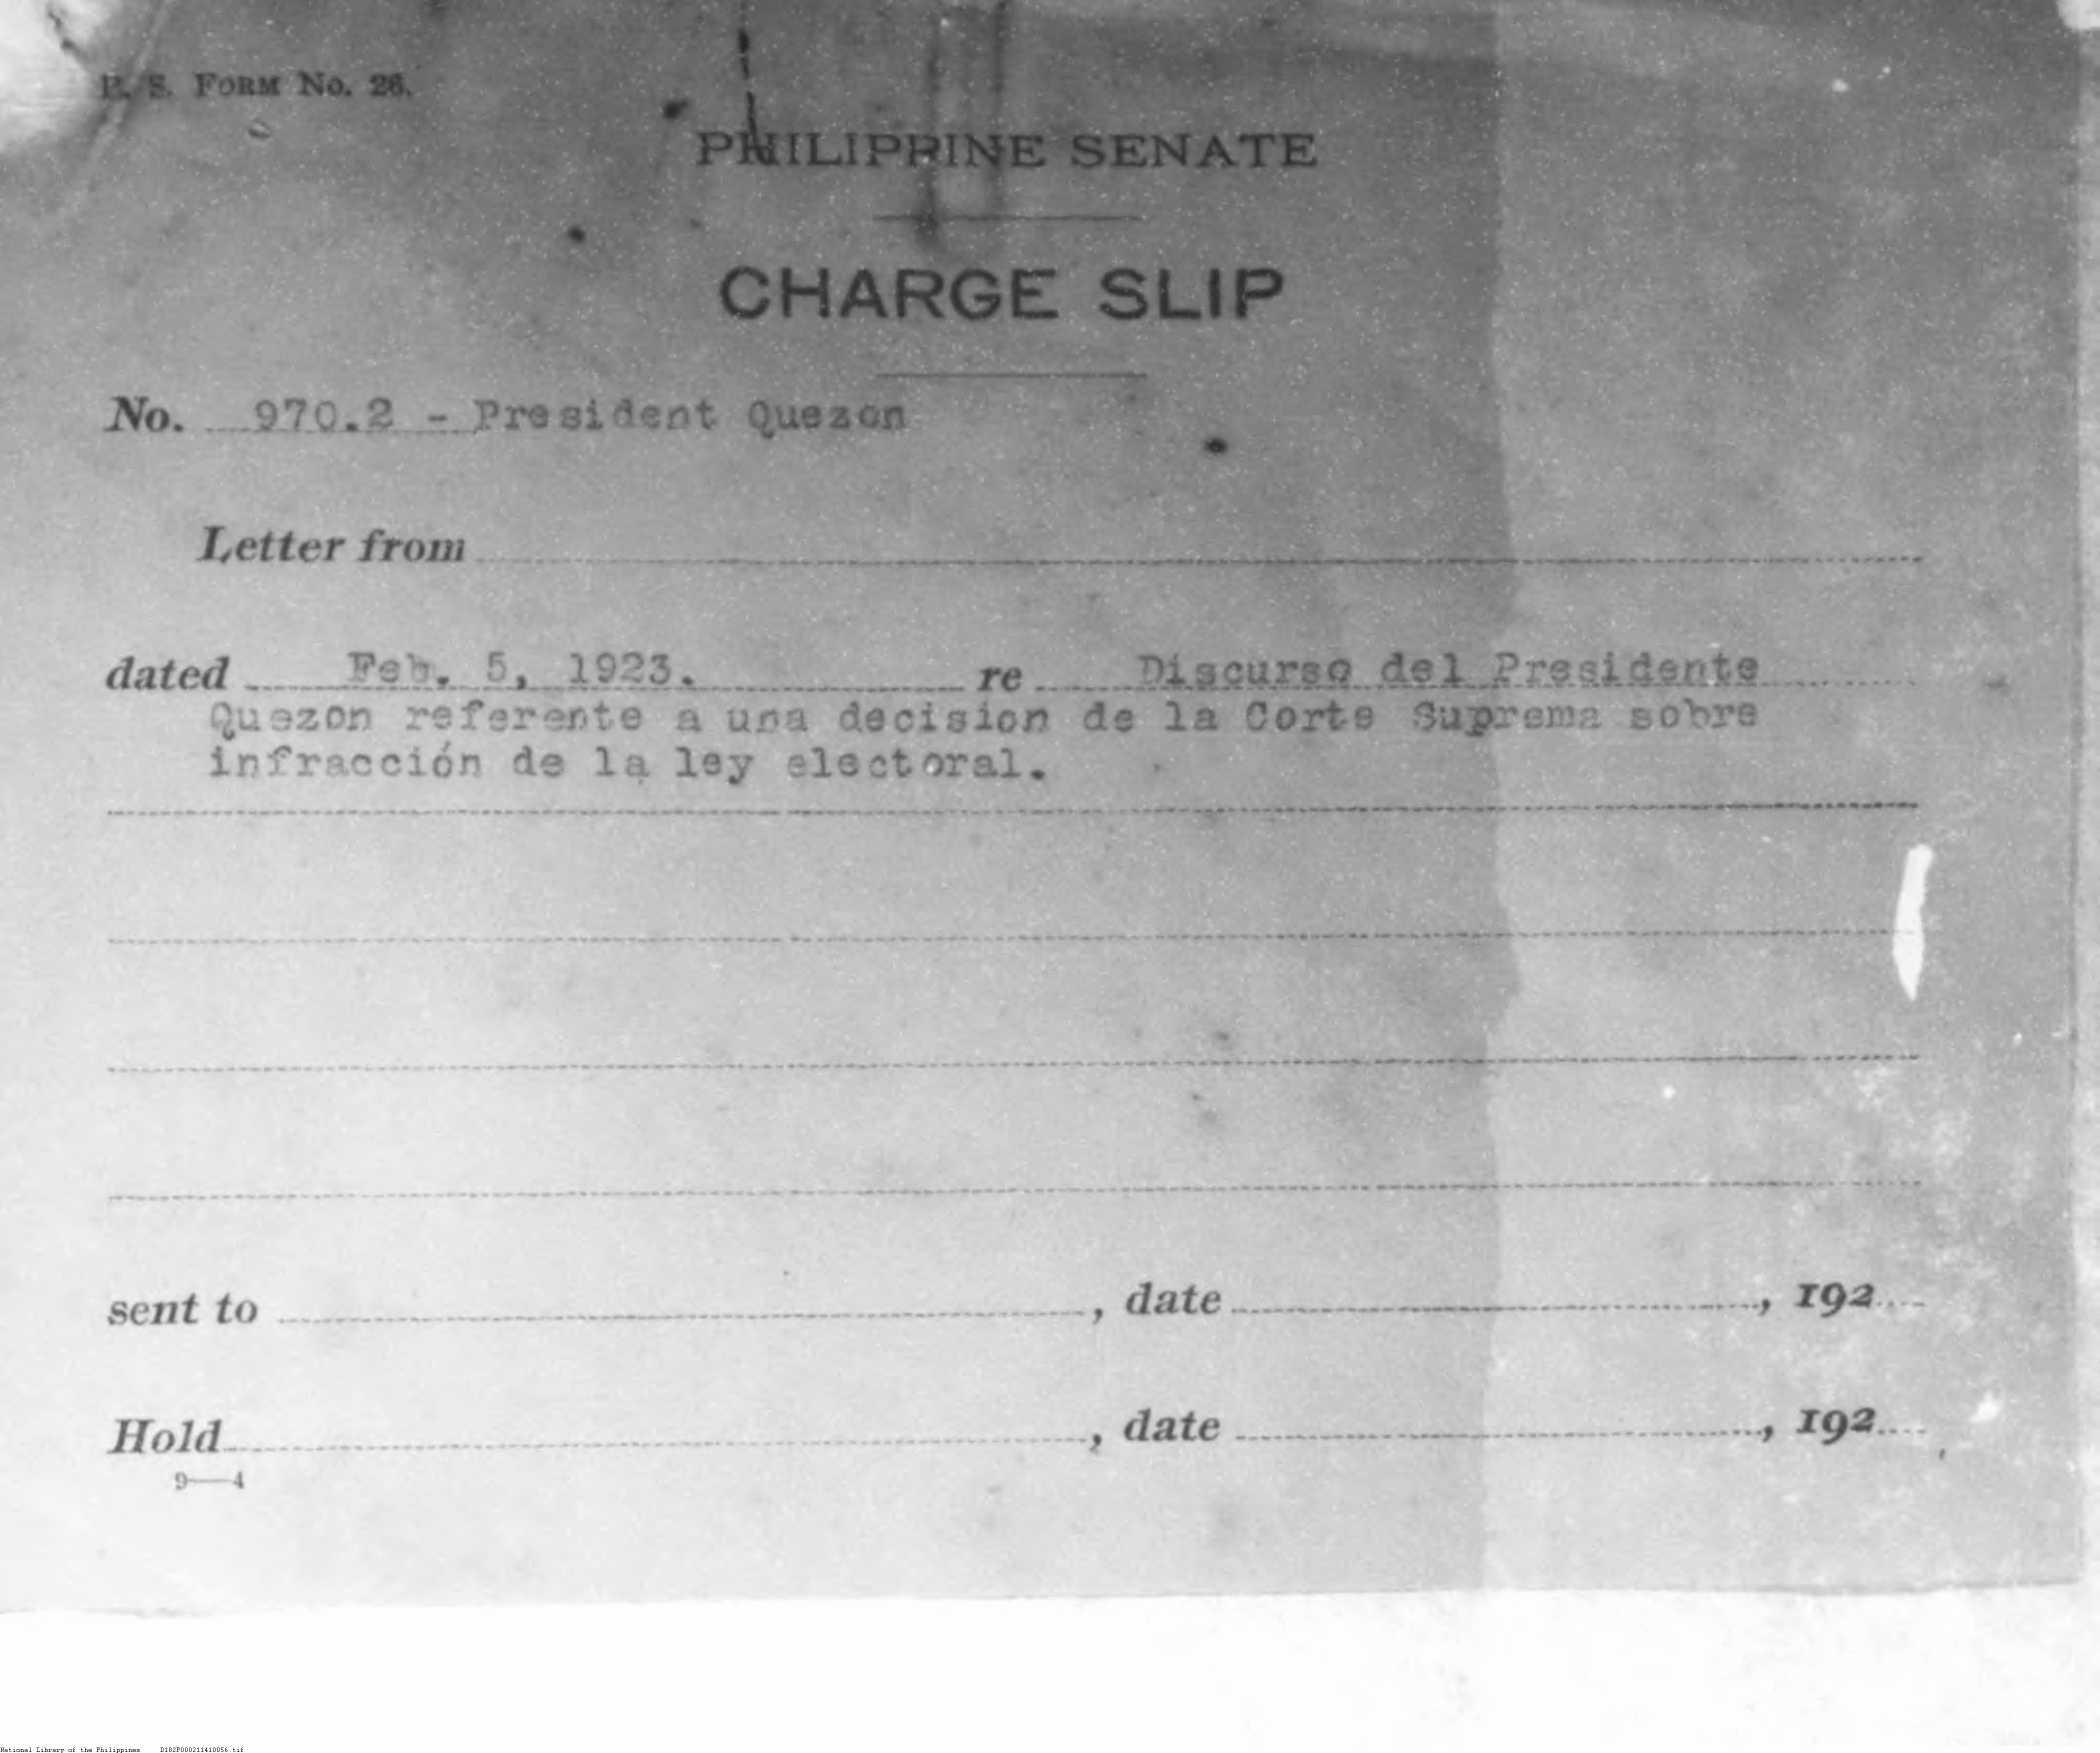 P. S. FORM NO. 26.
PHILIPPINE SENATE
CHARGE SLIP
No. 970.2 - President Quezon
Letter from
dated Feb. 5, 1923. re Discurso del Presidente
Quezon referente a una decision de la Corte Suprema sobre
infracción de la ley electoral.
sent to , date , 192
Hold , date , 192
9—4
National Library of the Philippines D182P000211410056.tif